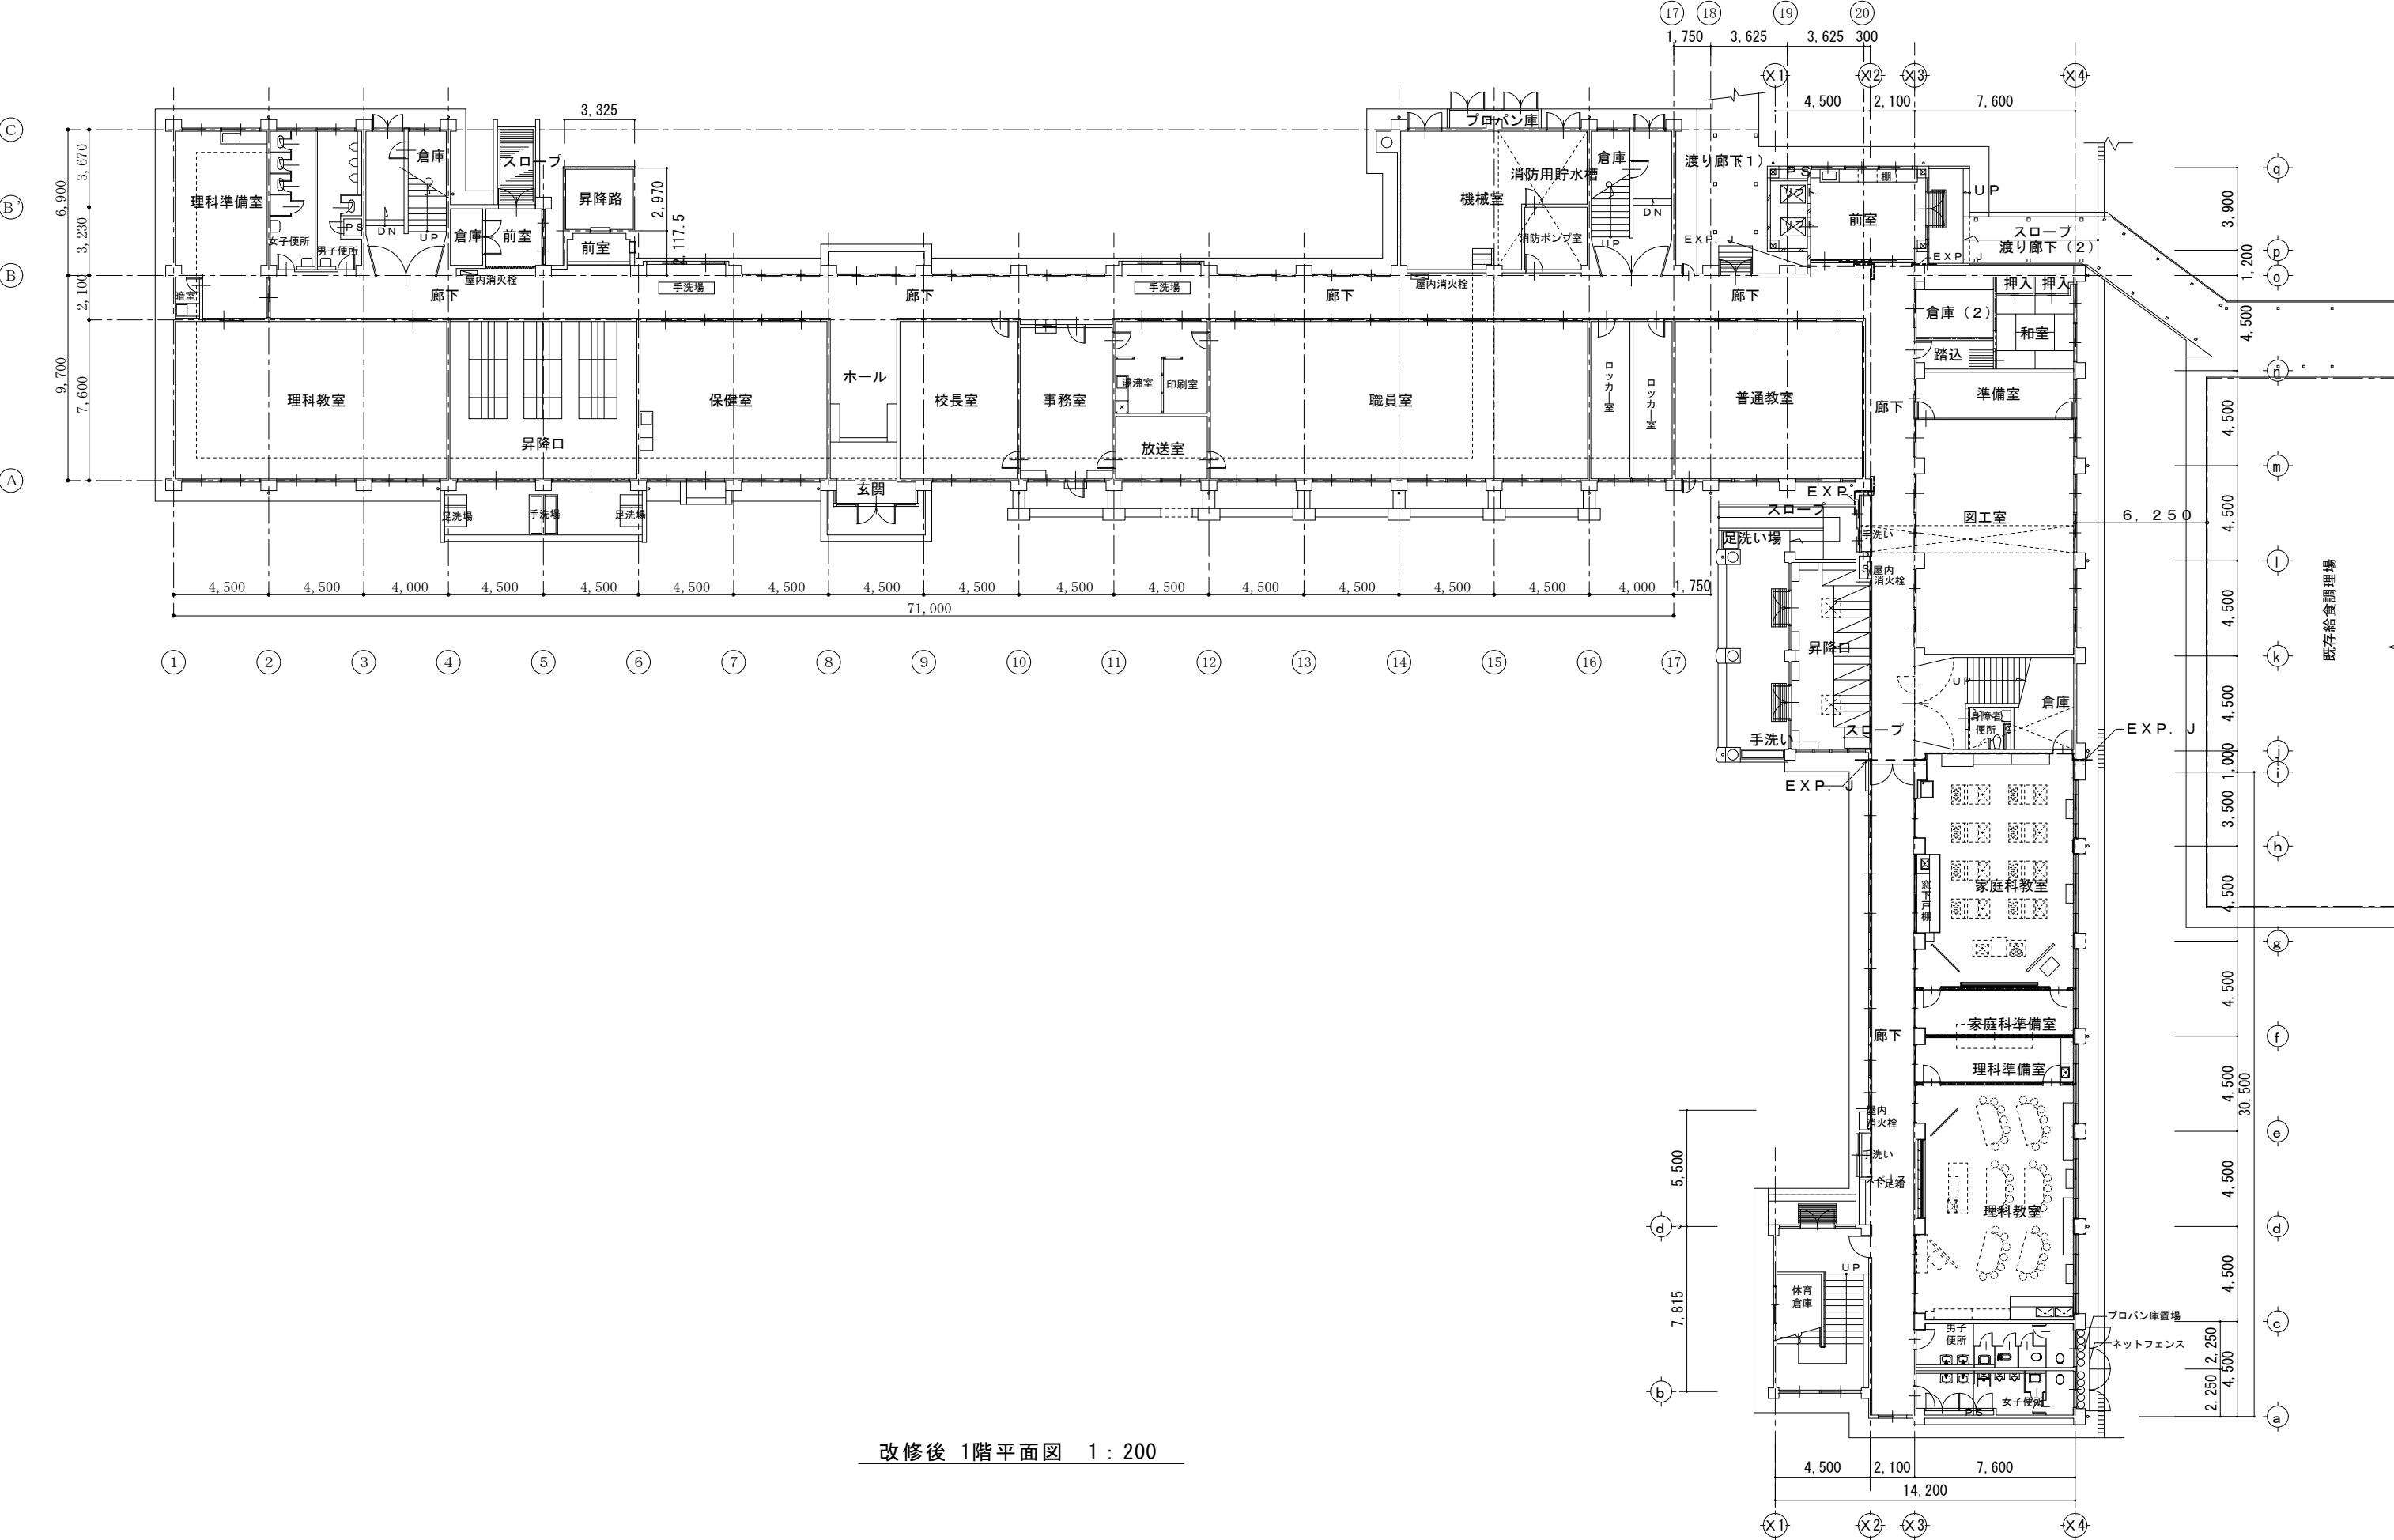 17 18 19 20
1,750 3,625 3,625 300
X1 X2 X3 X4
4,500 2,100 7,600
3,325
C
B'
B
A
3,670
6,900
3,230
2,100
9,700
7,600
2,970
2,117.5
プロパン庫
倉庫
スロープ
理科準備室
昇降路
女子便所
男子便所
PS
DN
UP
倉庫
前室
前室
機械室
消防用貯水槽
消防ポンプ室
倉庫
DN
UP
渡り廊下(1)
EXP. J
PS
リフト
リフト
棚
前室
UP
スロープ
渡り廊下(2)
EXP. J
暗室
廊下
屋内消火栓
手洗場
廊下
手洗場
廊下
屋内消火栓
廊下
押入 押入
倉庫(2)
和室
踏込
準備室
理科教室
昇降口
保健室
ホール
校長室
事務室
湯沸室
印刷室
放送室
職員室
ロッカー室
ロッカー室
普通教室
廊下
玄関
足洗場
手洗場
足洗場
EXP.
スロープ
足洗い場
手洗い
PS
屋内
消火栓
図工室
6, 250
既存給食調理場
4,500 4,500 4,000 4,500 4,500 4,500 4,500 4,500 4,500 4,500 4,500 4,500 4,500 4,500 4,500 4,000 1,750
71,000
1 2 3 4 5 6 7 8 9 10 11 12 13 14 15 16 17
昇降口
UP
倉庫
身障者
便所
スロープ
手洗い
EXP. J
EXP. J
家庭科教室
窓下戸棚
家庭科準備室
廊下
理科準備室
屋内
消火栓
手洗い
下足箱
スペース
理科教室
UP
体育
倉庫
男子
便所
女子便所
PS
プロパン庫置場
ネットフェンス
5,500
7,815
d
b
q
p
o
n
m
l
k
j
i
h
g
f
e
d
c
a
3,900
1,200
4,500
4,500
4,500
4,500
4,500
1,000
3,500
4,500
4,500
4,500
30,500
4,500
4,500
2,250
4,500
2,250
4,500 2,100 7,600
14,200
X1 X2 X3 X4
改修後 1階平面図 1:200